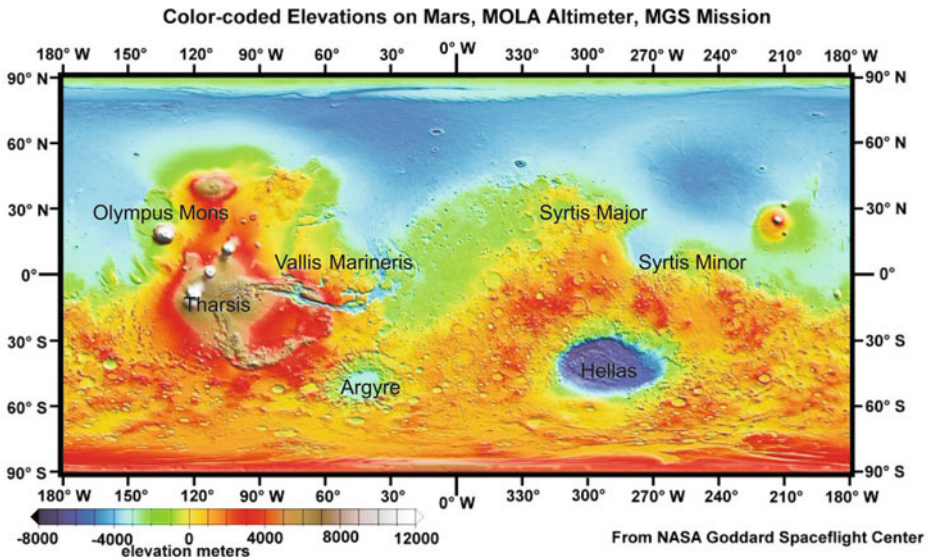 Color-coded Elevations on Mars, MOLA Altimeter, MGS Mission
180° W 150° 120° W 90° W 60° W 30° 0° W 330° 300° W 270° W 240° W 210° W 180° W
90° N 90° N
60° N 60° N
30° N 30° N
Olympus Mons Syrtis Major
Vallis Marineris Syrtis Minor
0° 0°
Tharsis
30° S 30° S
Hellas
Argyre
60° S 60° S
90° S 90° S
180° W 150° 120° W 90° W 60° W 30° 0° W 330° 300° W 270° W 240° W 210° W 180° W
-8000 -4000 0 4000 8000 12000
elevation meters
From NASA Goddard Spaceflight Center